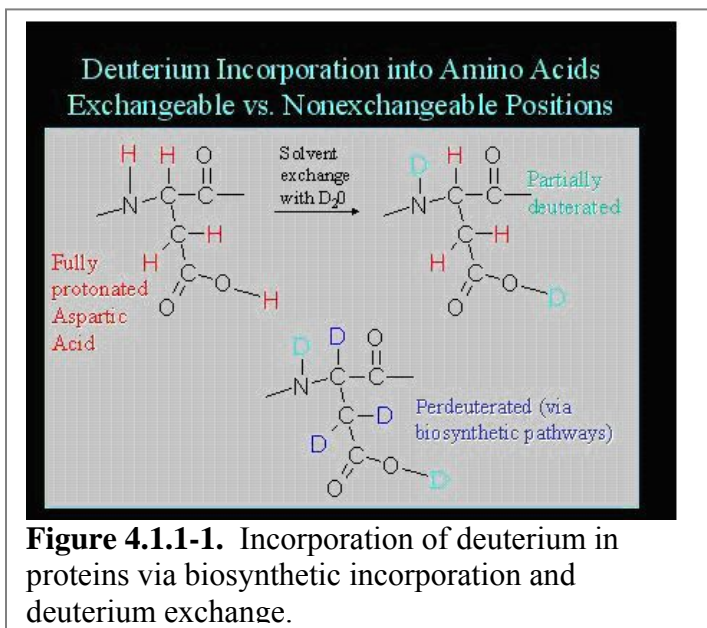 Deuterium Incorporation into Amino Acids
Exchangeable vs. Nonexchangeable Positions
H H O
N C C
C H
H
C O H
O
Fully
protonated
Aspartic
Acid
Solvent
exchange
with D₂0
D H O
N C C
C H
H
C O D
O
Partially
deuterated
D D O
N C C
C D
D
C O D
O
Perdeuterated (via
biosynthetic pathways)
Figure 4.1.1-1. Incorporation of deuterium in
proteins via biosynthetic incorporation and
deuterium exchange.